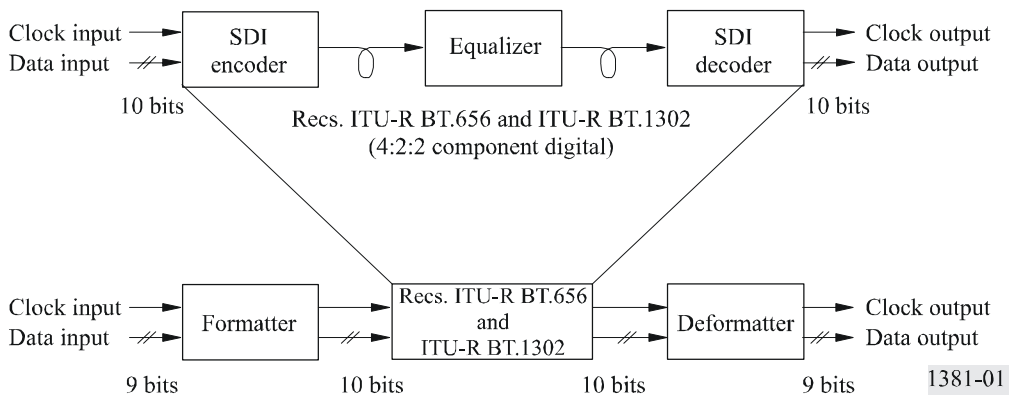 Clock input
Data input
SDI
encoder
Equalizer
SDI
decoder
Clock output
Data output
10 bits
10 bits
Recs. ITU-R BT.656 and ITU-R BT.1302
(4:2:2 component digital)
Clock input
Data input
Formatter
Recs. ITU-R BT.656
and
ITU-R BT.1302
Deformatter
Clock output
Data output
9 bits
10 bits
10 bits
9 bits
1381-01